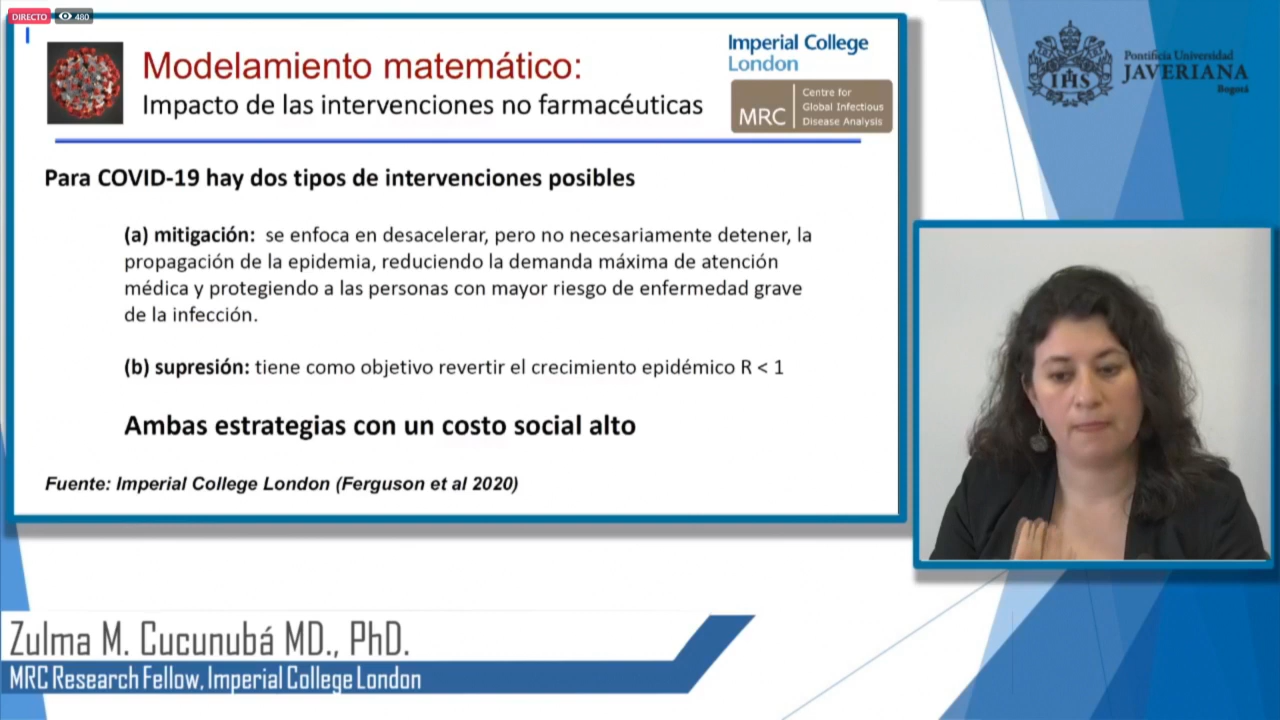 DIRECTO 480
Modelamiento matemático:
Impacto de las intervenciones no farmacéuticas
Imperial College
London
MRC
Centre for
Global Infectious
Disease Analysis
Pontificia Universidad
JAVERIANA
Bogotá
IHS
Para COVID-19 hay dos tipos de intervenciones posibles
(a) mitigación: se enfoca en desacelerar, pero no necesariamente detener, la
propagación de la epidemia, reduciendo la demanda máxima de atención
médica y protegiendo a las personas con mayor riesgo de enfermedad grave
de la infección.
(b) supresión: tiene como objetivo revertir el crecimiento epidémico R < 1
Ambas estrategias con un costo social alto
Fuente: Imperial College London (Ferguson et al 2020)
Zulma M. Cucunubá MD., PhD.
MRC Research Fellow, Imperial College London